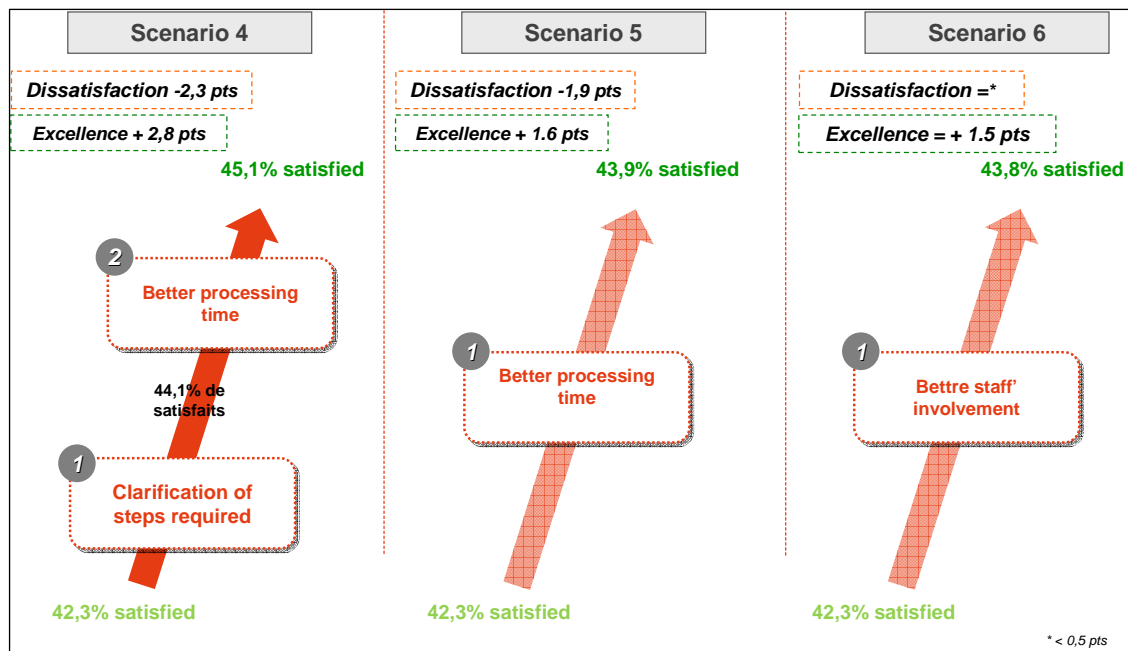 Scenario 4
Dissatisfaction -2,3 pts
Excellence + 2,8 pts
45,1% satisfied
2
Better processing
time
44,1% de
satisfaits
1
Clarification of
steps required
42,3% satisfied
Scenario 5
Dissatisfaction -1,9 pts
Excellence + 1.6 pts
43,9% satisfied
1
Better processing
time
42,3% satisfied
Scenario 6
Dissatisfaction =*
Excellence = + 1.5 pts
43,8% satisfied
1
Bettre staff'
involvement
42,3% satisfied
* < 0,5 pts